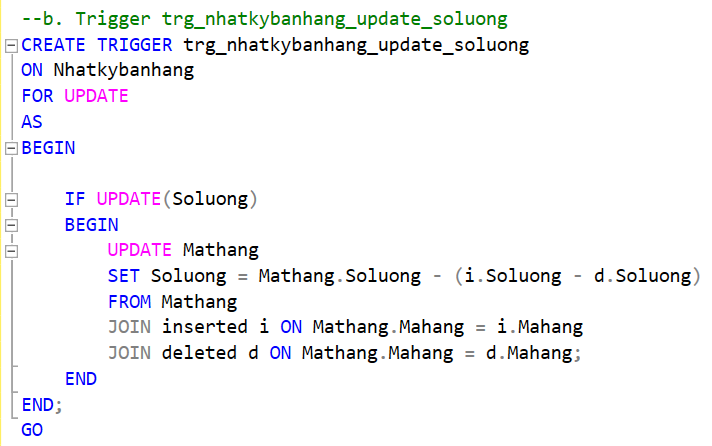 --b. Trigger trg_nhatkybanhang_update_soluong
CREATE TRIGGER trg_nhatkybanhang_update_soluong
ON Nhatkybanhang
FOR UPDATE
AS
BEGIN
IF UPDATE(Soluong)
BEGIN
UPDATE Mathang
SET Soluong = Mathang.Soluong - (i.Soluong - d.Soluong)
FROM Mathang
JOIN inserted i ON Mathang.Mahang = i.Mahang
JOIN deleted d ON Mathang.Mahang = d.Mahang;
END
END;
GO